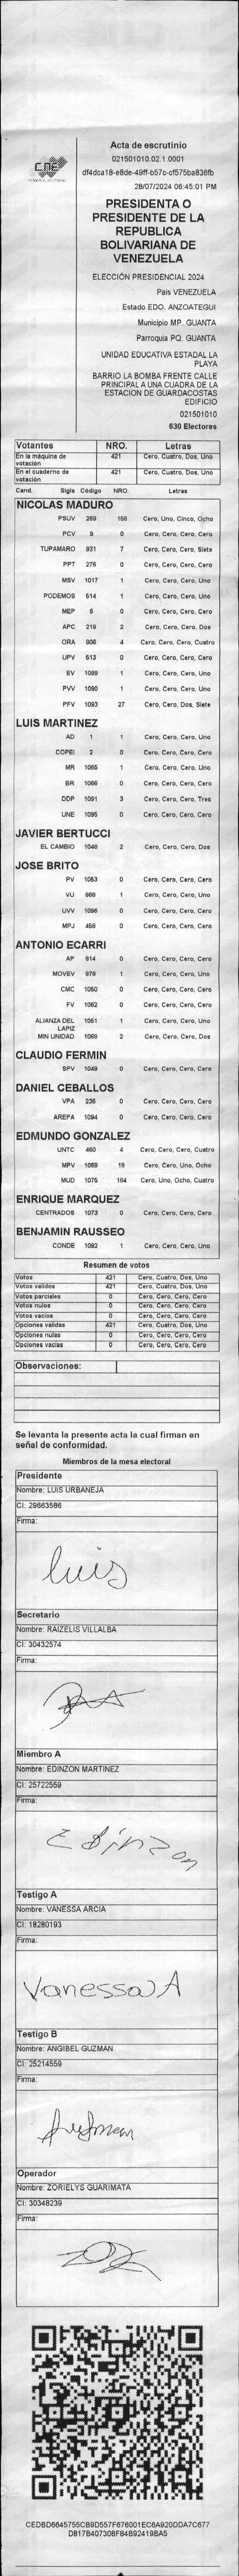 CNE
Acta de escrutinio
021501010.02.1.0001
df4dca18-e8de-49ff-b57c-cf575ba836fb
28/07/2024 06:45:01 PM
PRESIDENTA O
PRESIDENTE DE LA
REPUBLICA
BOLIVARIANA DE
VENEZUELA
ELECCIÓN PRESIDENCIAL 2024
País VENEZUELA
Estado EDO. ANZOATEGUI
Municipio MP. GUANTA
Parroquia PQ. GUANTA
UNIDAD EDUCATIVA ESTADAL LA
PLAYA
BARRIO LA BOMBA FRENTE CALLE
PRINCIPAL A UNA CUADRA DE LA
ESTACION DE GUARDACOSTAS
EDIFICIO
021501010
630 Electores
Votantes NRO. Letras
En la máquina de votación 421 Cero, Cuatro, Dos, Uno
En el cuaderno de votación 421 Cero, Cuatro, Dos, Uno
Cand. Sigla Código NRO. Letras
NICOLAS MADURO
PSUV 269 158 Cero, Uno, Cinco, Ocho
PCV 9 0 Cero, Cero, Cero, Cero
TUPAMARO 931 7 Cero, Cero, Cero, Siete
PPT 276 0 Cero, Cero, Cero, Cero
MSV 1017 1 Cero, Cero, Cero, Uno
PODEMOS 514 1 Cero, Cero, Cero, Uno
MEP 6 0 Cero, Cero, Cero, Cero
APC 219 2 Cero, Cero, Cero, Dos
ORA 906 4 Cero, Cero, Cero, Cuatro
UPV 513 0 Cero, Cero, Cero, Cero
EV 1089 1 Cero, Cero, Cero, Uno
PVV 1090 1 Cero, Cero, Cero, Uno
PFV 1093 27 Cero, Cero, Dos, Siete
LUIS MARTINEZ
AD 1 1 Cero, Cero, Cero, Uno
COPEI 2 0 Cero, Cero, Cero, Cero
MR 1065 1 Cero, Cero, Cero, Uno
BR 1066 0 Cero, Cero, Cero, Cero
DDP 1091 3 Cero, Cero, Cero, Tres
UNE 1095 0 Cero, Cero, Cero, Cero
JAVIER BERTUCCI
EL CAMBIO 1048 2 Cero, Cero, Cero, Dos
JOSE BRITO
PV 1053 0 Cero, Cero, Cero, Cero
VU 868 1 Cero, Cero, Cero, Uno
UVV 1096 0 Cero, Cero, Cero, Cero
MPJ 458 0 Cero, Cero, Cero, Cero
ANTONIO ECARRI
AP 814 0 Cero, Cero, Cero, Cero
MOVEV 978 1 Cero, Cero, Cero, Uno
CMC 1050 0 Cero, Cero, Cero, Cero
FV 1062 0 Cero, Cero, Cero, Cero
ALIANZA DEL LAPIZ 1051 1 Cero, Cero, Cero, Uno
MIN UNIDAD 1069 2 Cero, Cero, Cero, Dos
CLAUDIO FERMIN
SPV 1049 0 Cero, Cero, Cero, Cero
DANIEL CEBALLOS
VPA 236 0 Cero, Cero, Cero, Cero
AREPA 1094 0 Cero, Cero, Cero, Cero
EDMUNDO GONZALEZ
UNTC 460 4 Cero, Cero, Cero, Cuatro
MPV 1069 18 Cero, Cero, Uno, Ocho
MUD 1075 184 Cero, Uno, Ocho, Cuatro
ENRIQUE MARQUEZ
CENTRADOS 1073 0 Cero, Cero, Cero, Cero
BENJAMIN RAUSSEO
CONDE 1092 1 Cero, Cero, Cero, Uno
Resumen de votos
Votos 421 Cero, Cuatro, Dos, Uno
Votos validos 421 Cero, Cuatro, Dos, Uno
Votos parciales 0 Cero, Cero, Cero, Cero
Votos nulos 0 Cero, Cero, Cero, Cero
Votos vacios 0 Cero, Cero, Cero, Cero
Opciones validas 421 Cero, Cuatro, Dos, Uno
Opciones nulas 0 Cero, Cero, Cero, Cero
Opciones vacias 0 Cero, Cero, Cero, Cero
Observaciones:
Se levanta la presente acta la cual firman en
señal de conformidad.
Miembros de la mesa electoral
Presidente
Nombre: LUIS URBANEJA
CI: 29663586
Firma:
luis
Secretario
Nombre: RAIZELIS VILLALBA
CI: 30432574
Firma:
Miembro A
Nombre: EDINZON MARTINEZ
CI: 25722559
Firma:
Edinzon
Testigo A
Nombre: VANESSA ARCIA
CI: 18280193
Firma:
Vanessa A
Testigo B
Nombre: ANGIBEL GUZMAN
CI: 25214559
Firma:
Operador
Nombre: ZORIELYS GUARIMATA
CI: 30348239
Firma:
CEDBD6645755CB9D557F676001EC6A920DDA7C677
D817B407308F84B92419BA5